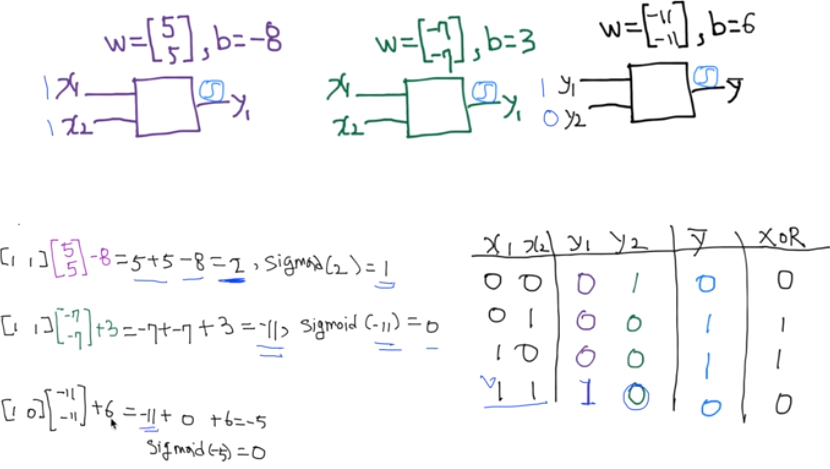 w=[5 5], b=-8
w=[-7 -7], b=3
w=[-11 -11], b=6
1 x1
1 x2
S y1
x1
x2
S y1
1 y1
0 y2
S ȳ
[1 1][5 5]-8=5+5-8=2, Sigmoid(2)=1
[1 1][-7 -7]+3=-7+-7+3=-11, Sigmoid(-11)=0
[1 0][-11 -11]+6=-11+0+6=-5
Sigmoid(-5)=0
x1 x2 y1 y2 ȳ XOR
0 0 0 1 0 0
0 1 0 0 1 1
1 0 0 0 1 1
1 1 1 0 0 0